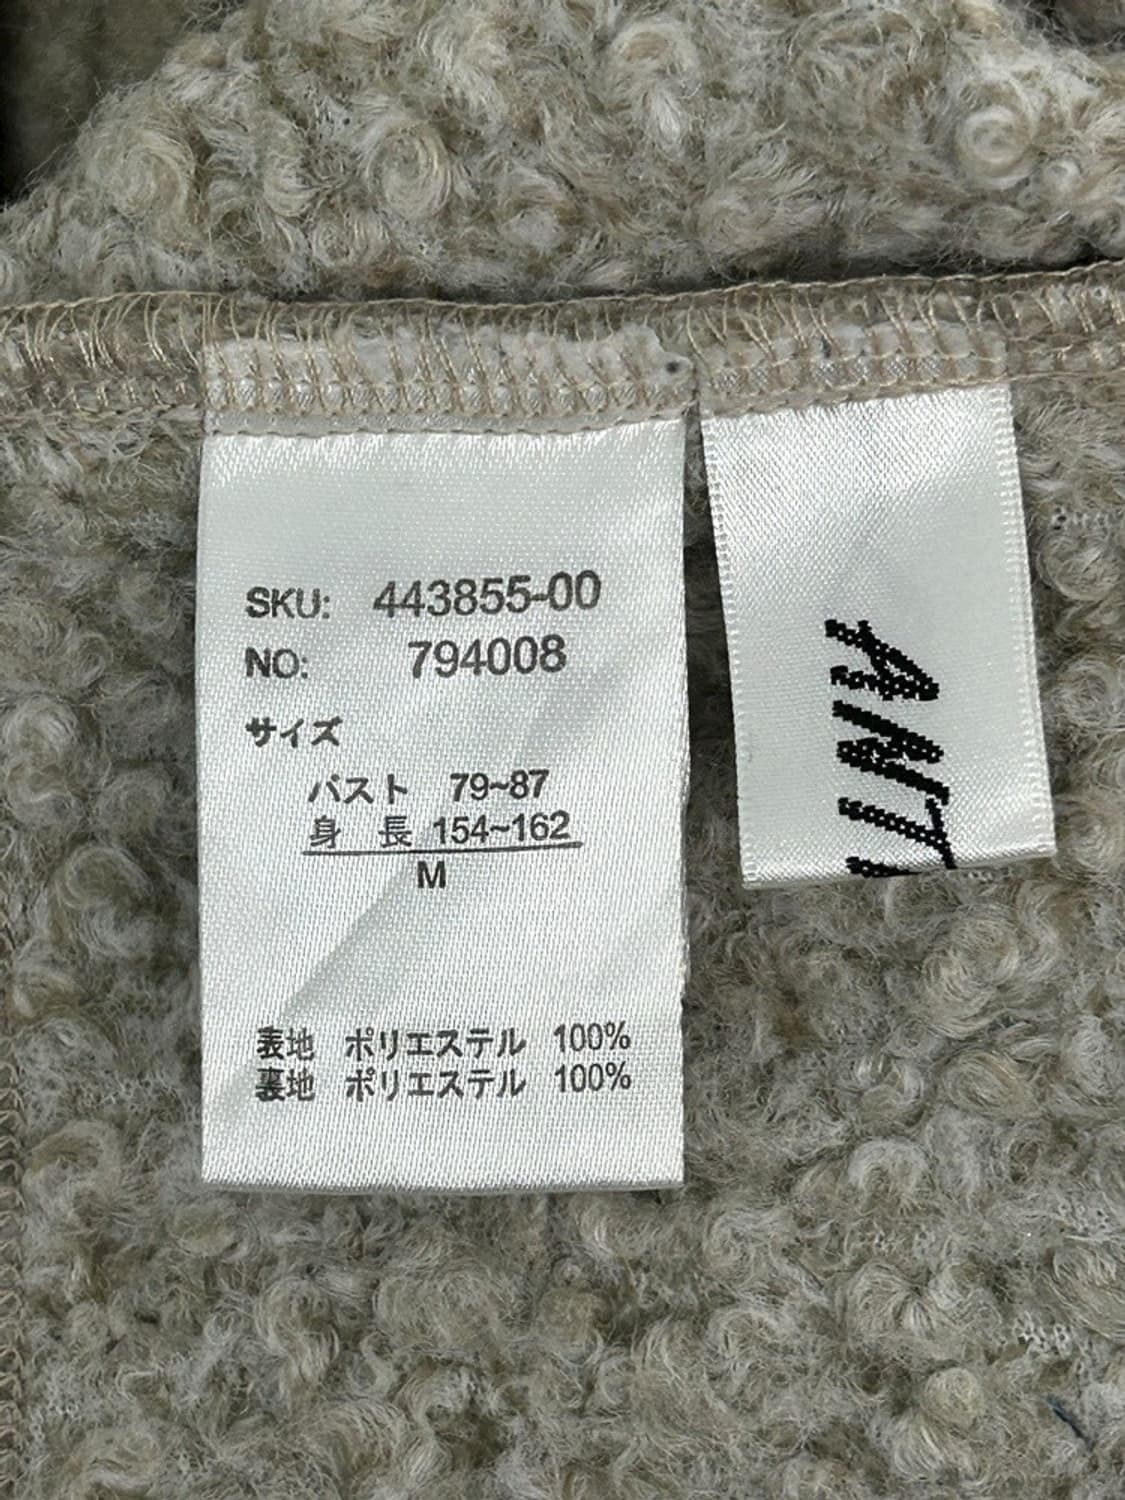 SKU: 443855-00
NO: 794008
サイズ
バスト 79~87
身 長 154~162
M
表地 ポリエステル 100%
裏地 ポリエステル 100%